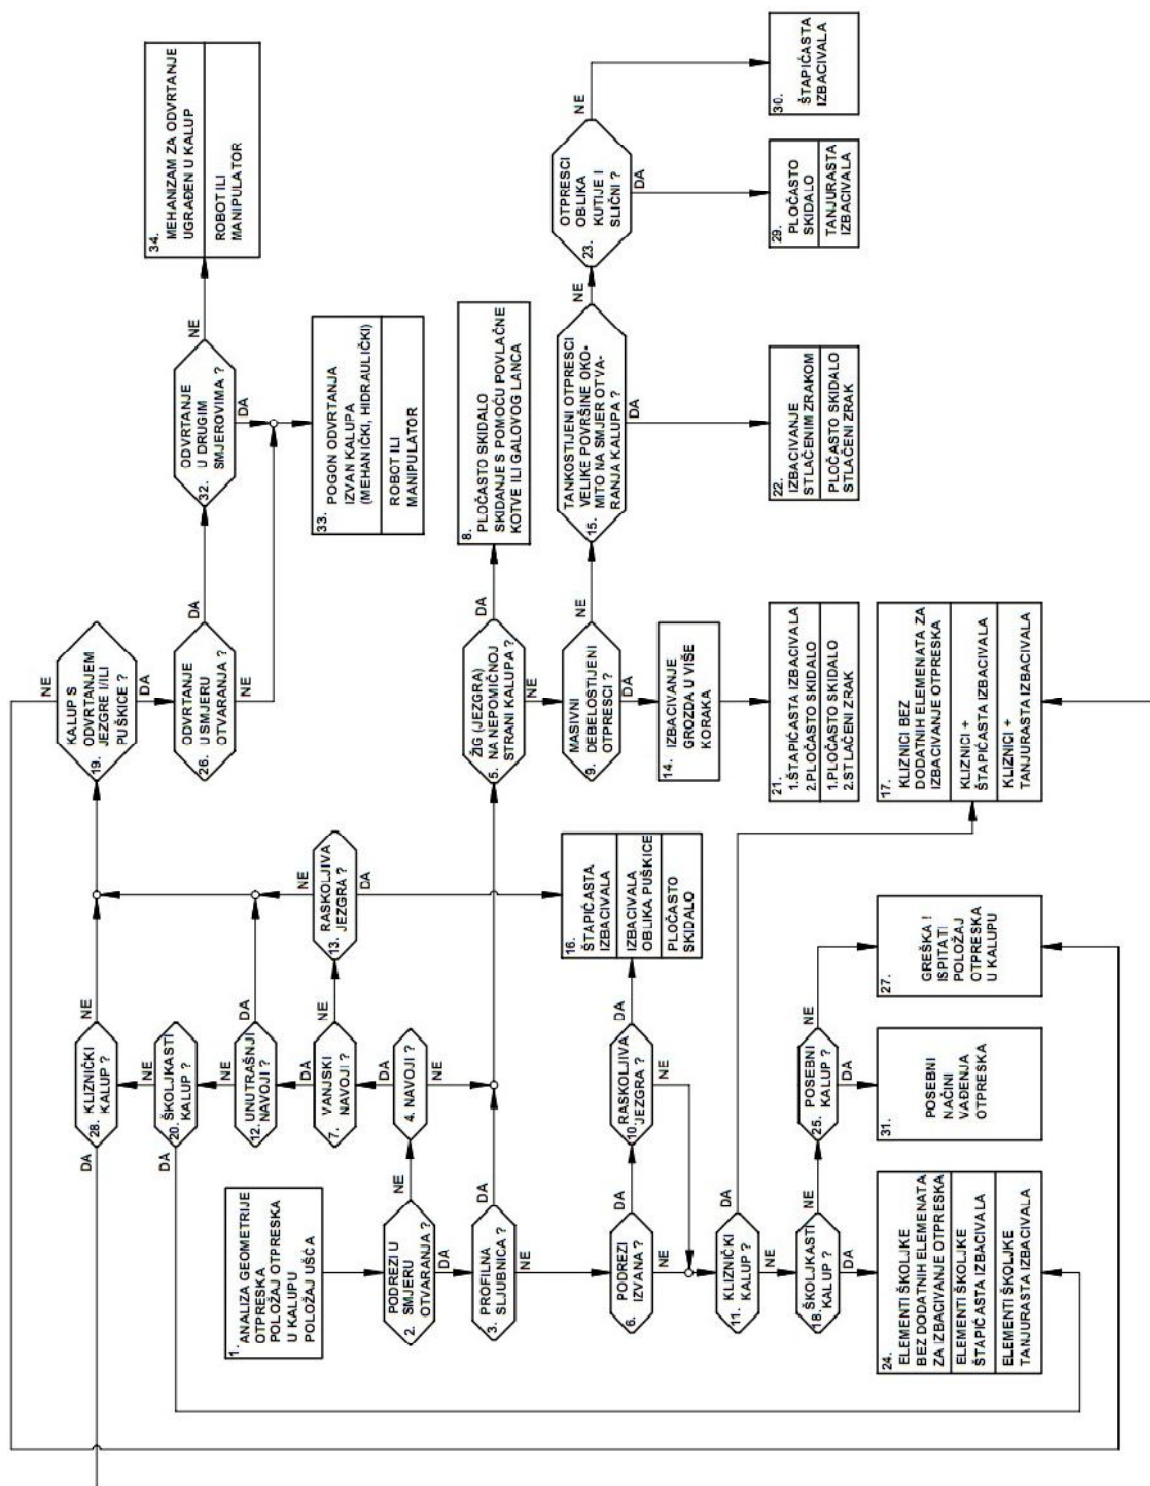 1. ANALIZA GEOMETRIJE
OTPRESKA
POLOŽAJ OTPRESKA
U KALUPU
POLOŽAJ UŠĆA
2. PODREZI U
SMJERU
OTVARANJA ?
NE
DA
3. PROFILNA
SLJUBNICA ?
DA
NE
4. NAVOJI ?
DA
NE
5. ŽIG (JEZGRA)
NA NEPOMIČNOJ
STRANI KALUPA ?
DA
NE
6. PODREZI
IZVANA ?
DA
NE
7. VANJSKI
NAVOJI ?
DA
NE
8. PLOČASTO SKIDALO
SKIDANJE S POMOĆU POVLAČNE
KOTVE ILI GALOVOG LANCA
9. MASIVNI
DEBELOSTIJENI
OTPRESCI ?
NE
DA
10. RASKOLJIVA
JEZGRA ?
DA
NE
11. KLIZNIČKI
KALUP ?
DA
NE
12. UNUTRAŠNJI
NAVOJI ?
DA
NE
13. RASKOLJIVA
JEZGRA ?
NE
DA
14. IZBACIVANJE
GROZDA U VIŠE
KORAKA
15. TANKOSTIJENI OTPRESCI
VELIKE POVRŠINE OKO-
MITO NA SMJER OTVA-
RANJA KALUPA ?
NE
DA
16. ŠTAPIĆASTA
IZBACIVALA
IZBACIVALA
OBLIKA PUŠKICE
PLOČASTO
SKIDALO
17. KLIZNICI BEZ
DODATNIH ELEMENATA ZA
IZBACIVANJE OTPRESKA
KLIZNICI +
ŠTAPIĆASTA IZBACIVALA
KLIZNICI +
TANJURASTA IZBACIVALA
18. ŠKOLJKASTI
KALUP ?
NE
DA
19. KALUP S
ODVRTANJEM
JEZGRE I/ILI
PUŠKICE ?
NE
DA
20. ŠKOLJKASTI
KALUP ?
DA
NE
21. 1.ŠTAPIĆASTA IZBACIVALA
2.PLOČASTO SKIDALO
1.PLOČASTO SKIDALO
2.STLAČENI ZRAK
22. IZBACIVANJE
STLAČENIM ZRAKOM
PLOČASTO SKIDALO
STLAČENI ZRAK
23. OTPRESCI
OBLIKA
KUTIJE I
SLIČNI ?
NE
DA
24. ELEMENTI ŠKOLJKE
BEZ DODATNIH ELEMENATA
ZA IZBACIVANJE OTPRESKA
ELEMENTI ŠKOLJKE
ŠTAPIĆASTA IZBACIVALA
ELEMENTI ŠKOLJKE
TANJURASTA IZBACIVALA
25. POSEBNI
KALUP ?
NE
DA
26. ODVRTANJE
U SMJERU
OTVARANJA ?
DA
NE
27. GREŠKA !
ISPITATI
POLOŽAJ
OTPRESKA
U KALUPU
28. KLIZNIČKI
KALUP ?
DA
NE
29. PLOČASTO
SKIDALO
TANJURASTA
IZBACIVALA
30. ŠTAPIĆASTA
IZBACIVALA
31. POSEBNI
NAČINI
VAĐENJA
OTPRESKA
32. ODVRTANJE
U DRUGIM
SMJEROVIMA ?
NE
DA
33. POGON ODVRTANJA
IZVAN KALUPA
(MEHANIČKI, HIDRAULIČKI)
ROBOT ILI
MANIPULATOR
34. MEHANIZAM ZA ODVRTANJE
UGRAĐEN U KALUP
ROBOT ILI
MANIPULATOR